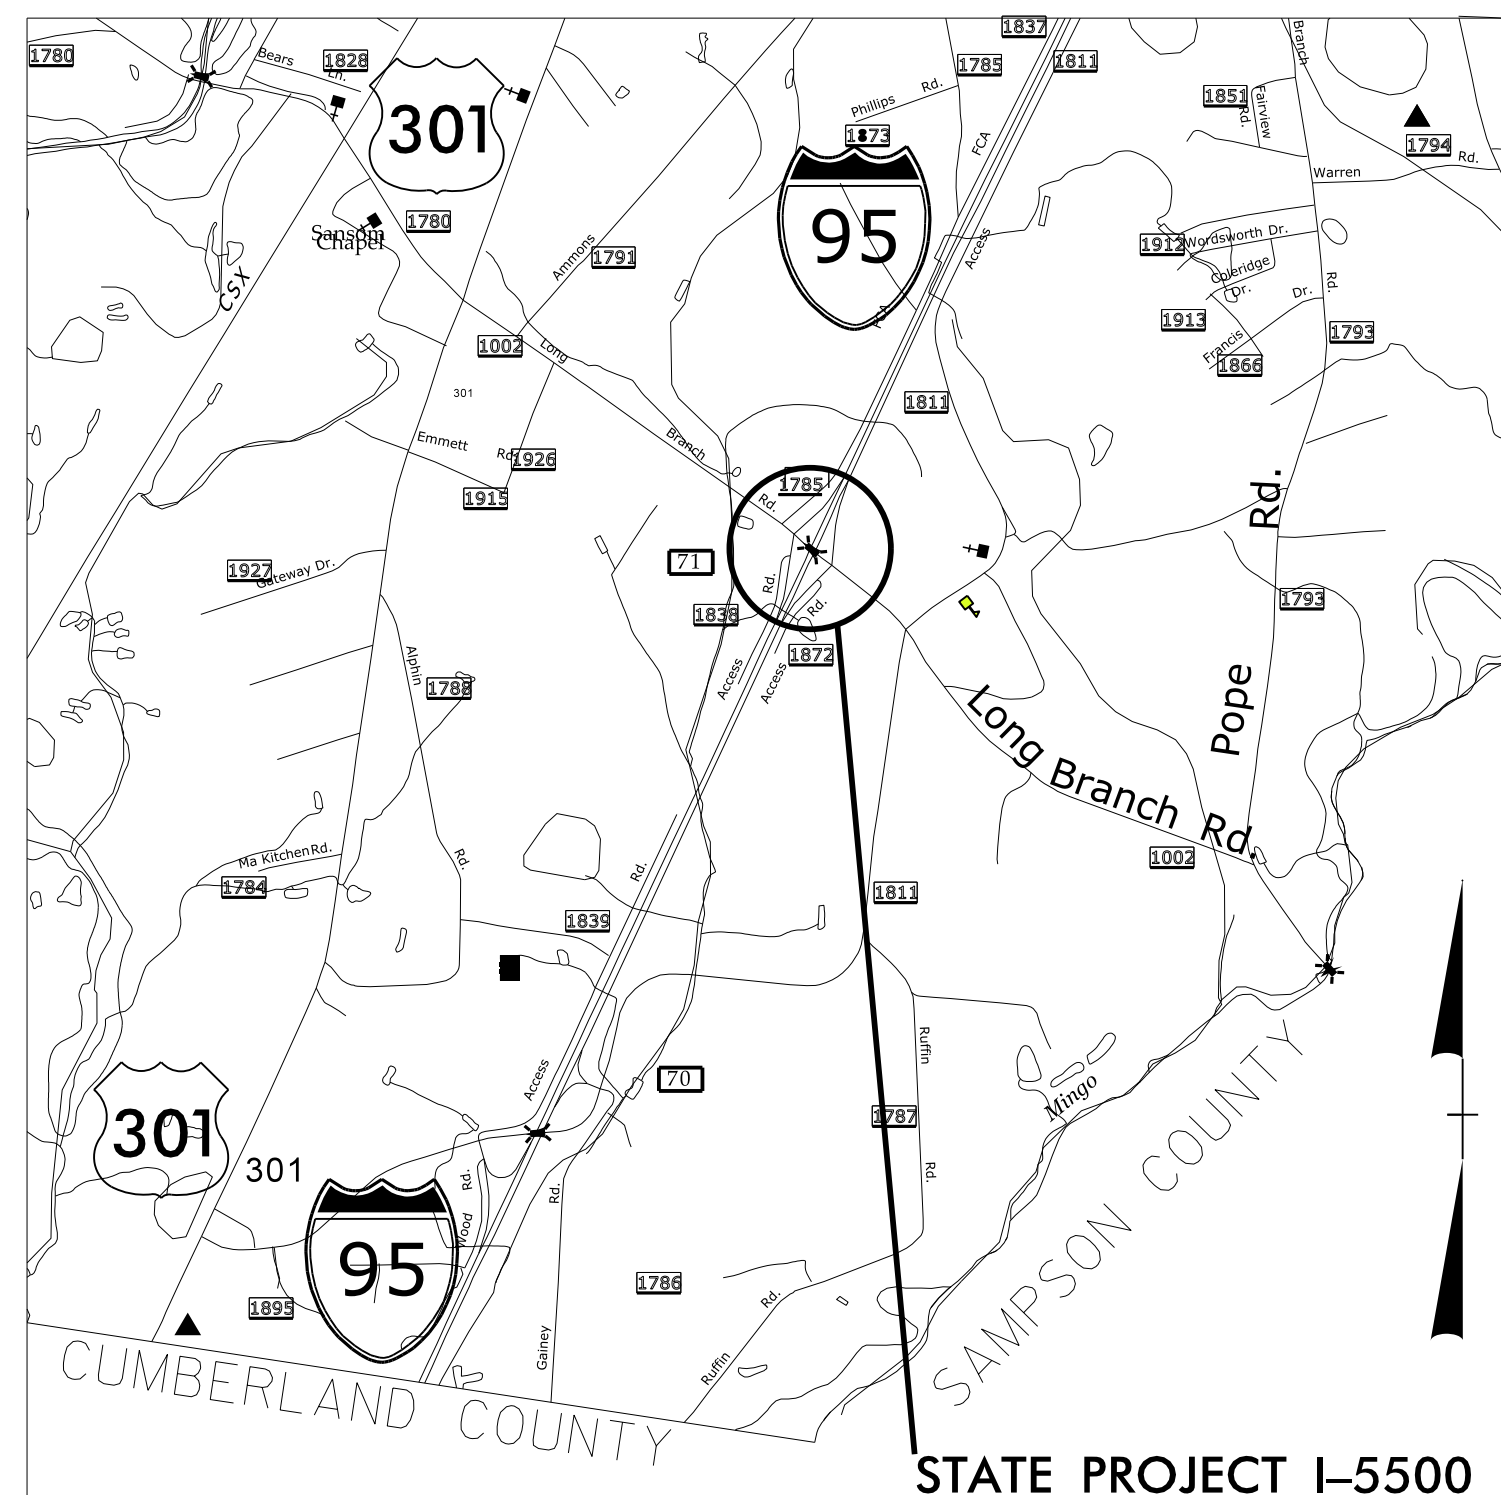 1837
1780
Bears
Ln.
1828
1785
1811
Branch
Phillips Rd.
1851
Fairview
Rd.
301
1873
FCA
1794
Rd.
Warren
95
Sansom
Chapel
1780
Ammons
1791
Access
1912
Wordsworth Dr.
Coleridge
Dr.
Dr.
Rd.
CSX
FCA
1913
1793
Francis
1866
1002
Long
301
1811
Emmett Rd.
1926
Branch
1915
1785
Rd.
Rd.
71
1927
Gateway Dr.
Rd.
Rd.
1838
1793
1872
Alphin
1788
Access
Access
Pope
Long Branch Rd.
Ma Kitchen Rd.
Rd.
Rd.
1002
1784
1811
1839
Ruffin
70
Access
Mingo
1787
301
301
Rd.
Rd.
Rd.
Wood
95
1786
1895
Rd.
Gainey
Ruffin
CUMBERLAND COUNTY
SAMPSON COUNTY
STATE PROJECT I–5500